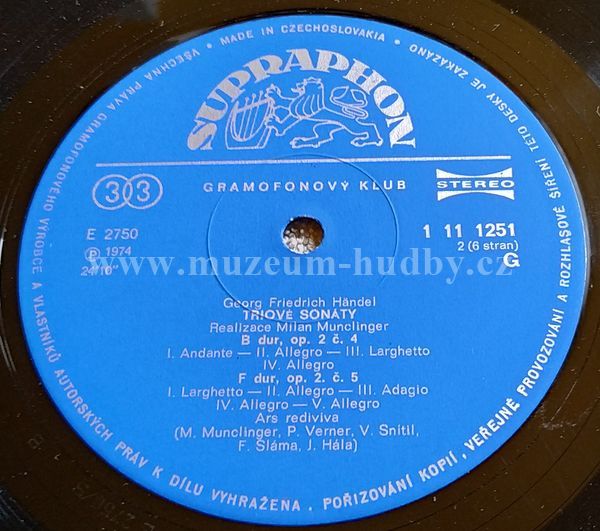 VŠECHNA PRÁVA GRAMOFONOVÉHO VÝROBCE A VLASTNÍKŮ AUTORSKÝCH PRÁV K DÍLU VYHRAŽENA. POŘIZOVÁNÍ KOPIÍ, VEŘEJNÉ PROVOZOVÁNÍ A ROZHLASOVÉ ŠÍŘENÍ TÉTO DESKY JE ZAKÁZÁNO
MADE IN CZECHOSLOVAKIA
SUPRAPHON
33 GRAMOFONOVÝ KLUB STEREO
E 2750 1 11 1251
℗ 1974 2 (6 stran)
24'10" G
www.muzeum-hudby.cz
Georg Friedrich Händel
TRIOVÉ SONÁTY
Realizace Milan Munclinger
B dur, op. 2 č. 4
I. Andante — II. Allegro — III. Larghetto
IV. Allegro
F dur, op. 2. č. 5
I. Larghetto — II. Allegro — III. Adagio
IV. Allegro — V. Allegro
Ars rediviva
(M. Munclinger, P. Verner, V. Snítil,
F. Sláma, J. Hála)